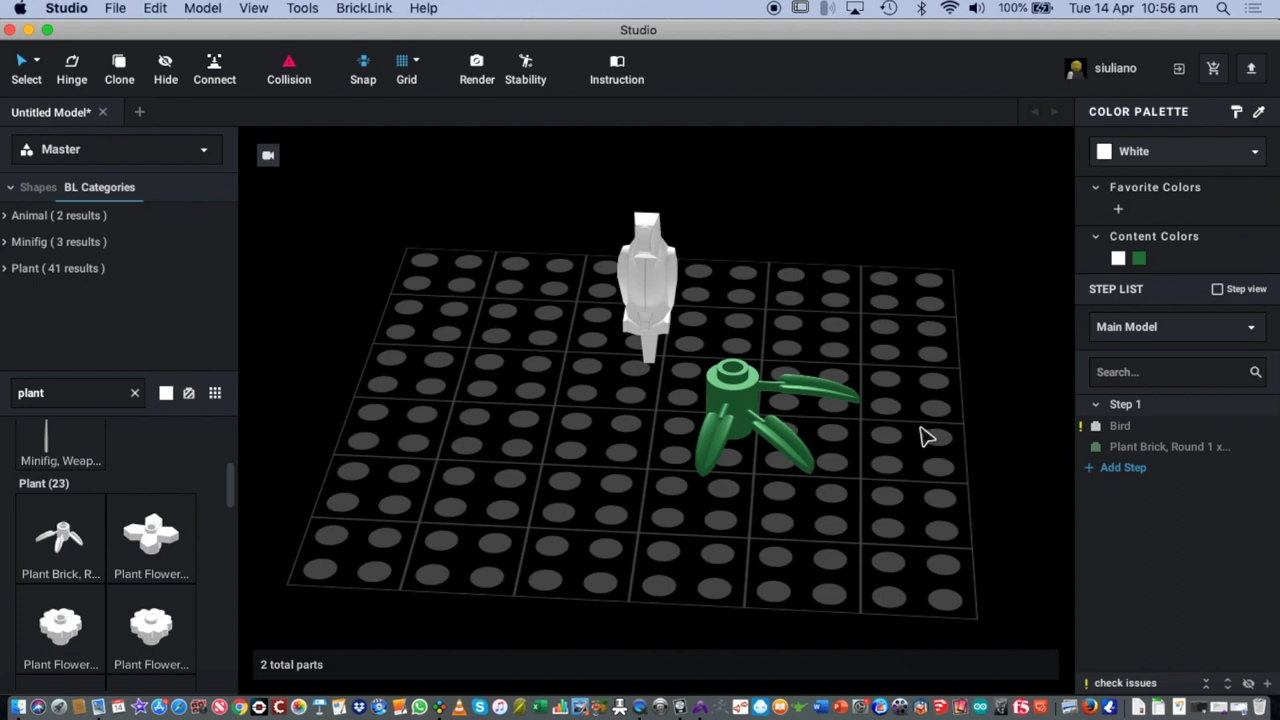 Studio File Edit Model View Tools BrickLink Help 100% Tue 14 Apr 10:56 am
Studio
Select Hinge Clone Hide Connect Collision Snap Grid Render Stability Instruction siuliano
Untitled Model* COLOR PALETTE
Master White
Shapes BL Categories Favorite Colors
Animal ( 2 results )
Minifig ( 3 results ) Content Colors
Plant ( 41 results )
STEP LIST Step view
Main Model
plant Search...
Step 1
Bird
Minifig, Weap... Plant Brick, Round 1 x...
Plant (23) Add Step
Plant Brick, R... Plant Flower...
Plant Flower... Plant Flower...
2 total parts
! check issues